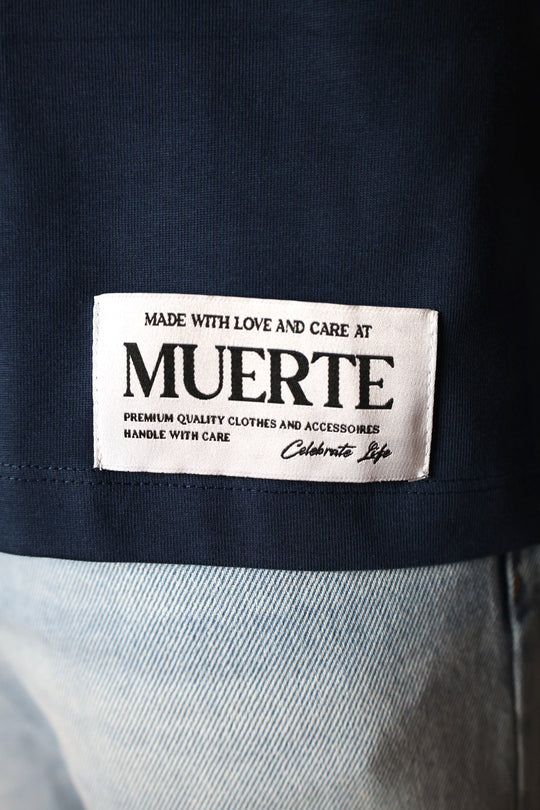 MADE WITH LOVE AND CARE AT
MUERTE
PREMIUM QUALITY CLOTHES AND ACCESSOIRES
HANDLE WITH CARE
Celebrate Life